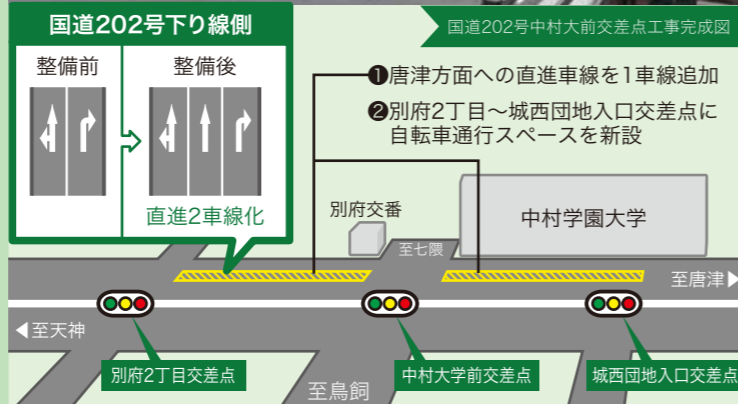 国道202号下り線側
整備前
整備後
直進2車線化
国道202号中村大前交差点工事完成図
❶唐津方面への直進車線を1車線追加
❷別府2丁目〜城西団地入口交差点に
自転車通行スペースを新設
別府交番
中村学園大学
至七隈
至唐津▶
◀至天神
別府2丁目交差点
中村大学前交差点
城西団地入口交差点
至鳥飼